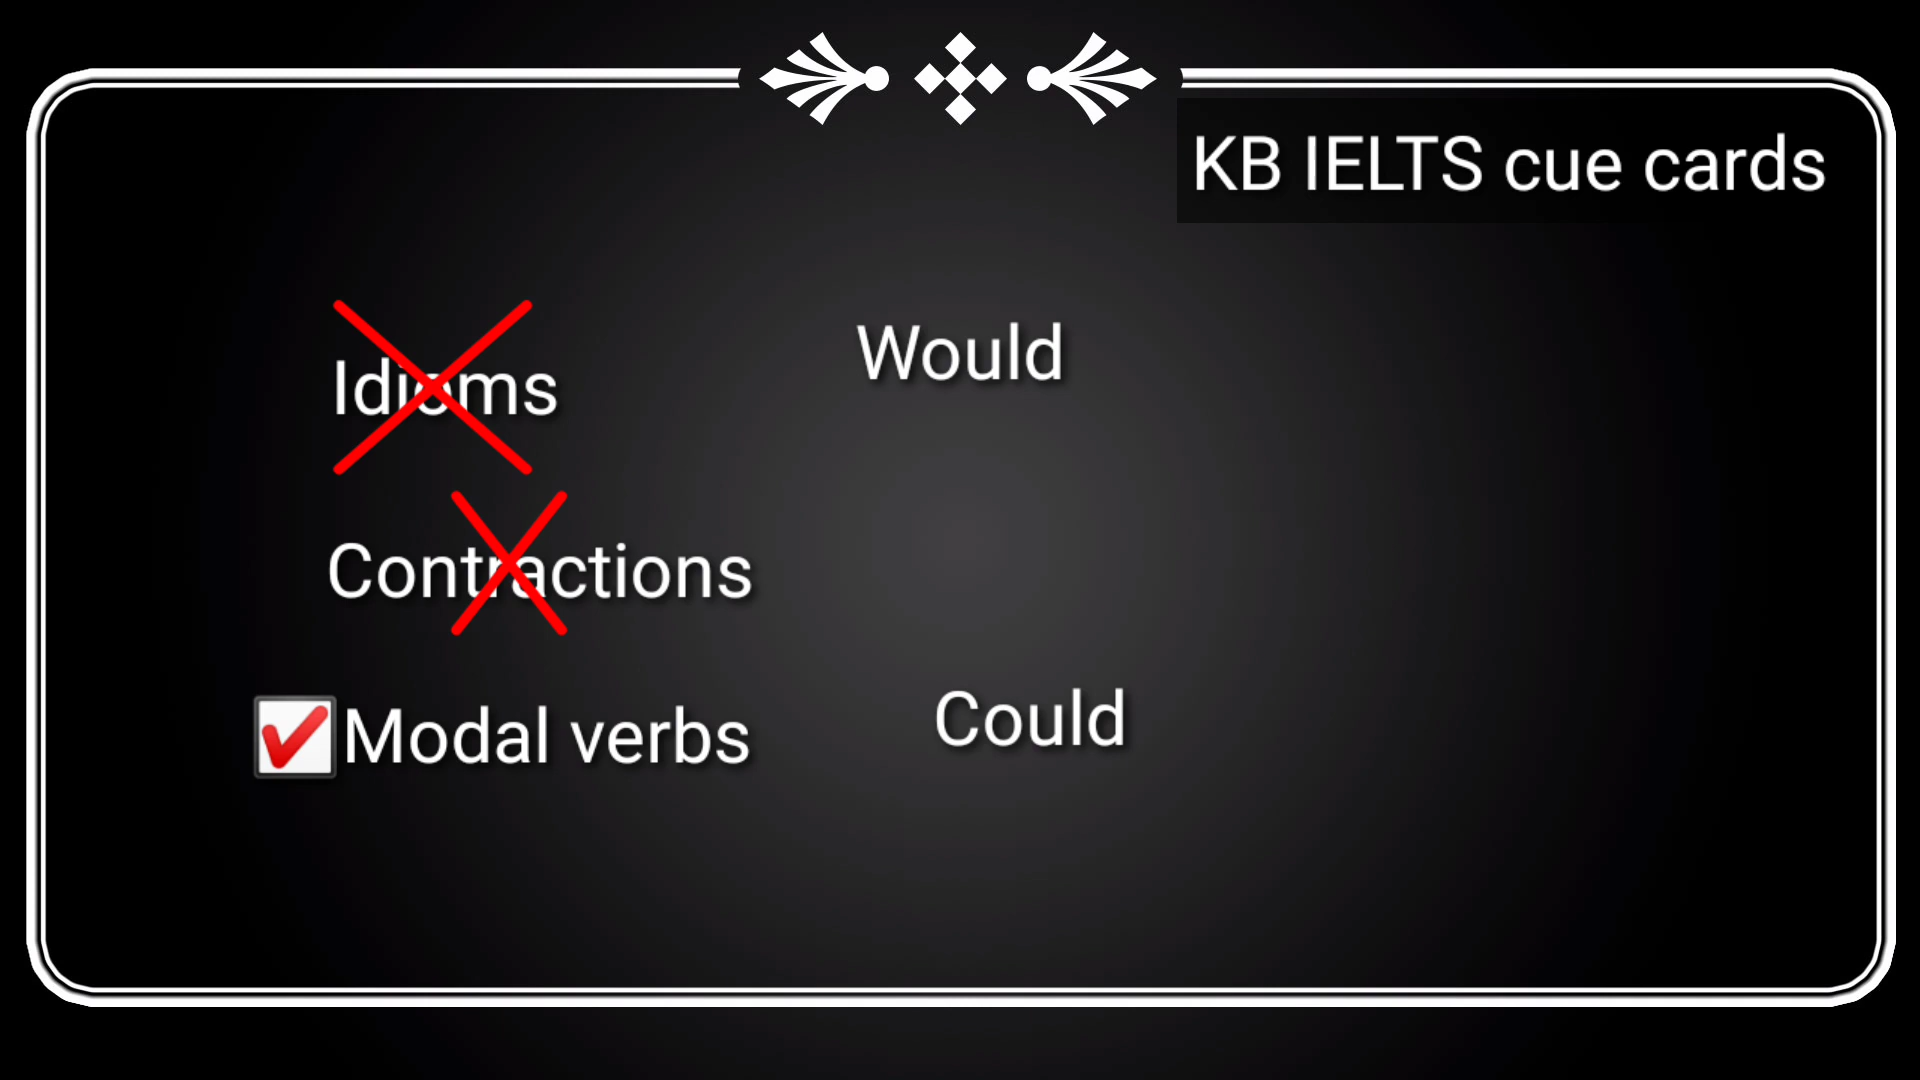 KB IELTS cue cards
Would
Idioms
Contractions
Could
Modal verbs